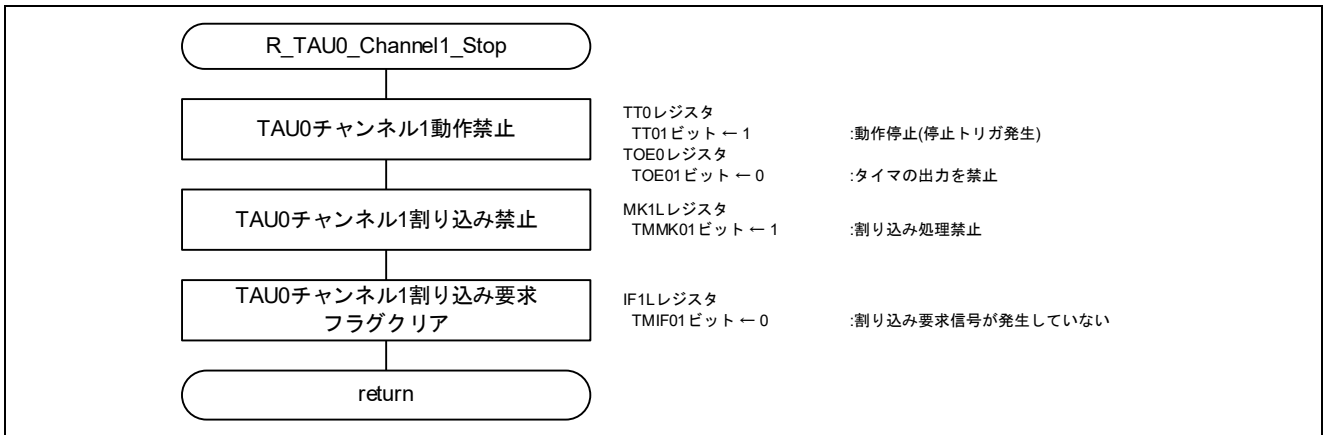 R_TAU0_Channel1_Stop
TAU0チャンネル1動作禁止
TT0レジスタ
TT01ビット ← 1 :動作停止(停止トリガ発生)
TOE0レジスタ
TOE01ビット ← 0 :タイマの出力を禁止
TAU0チャンネル1割り込み禁止
MK1Lレジスタ
TMMK01ビット ← 1 :割り込み処理禁止
TAU0チャンネル1割り込み要求
フラグクリア
IF1Lレジスタ
TMIF01ビット ← 0 :割り込み要求信号が発生していない
return